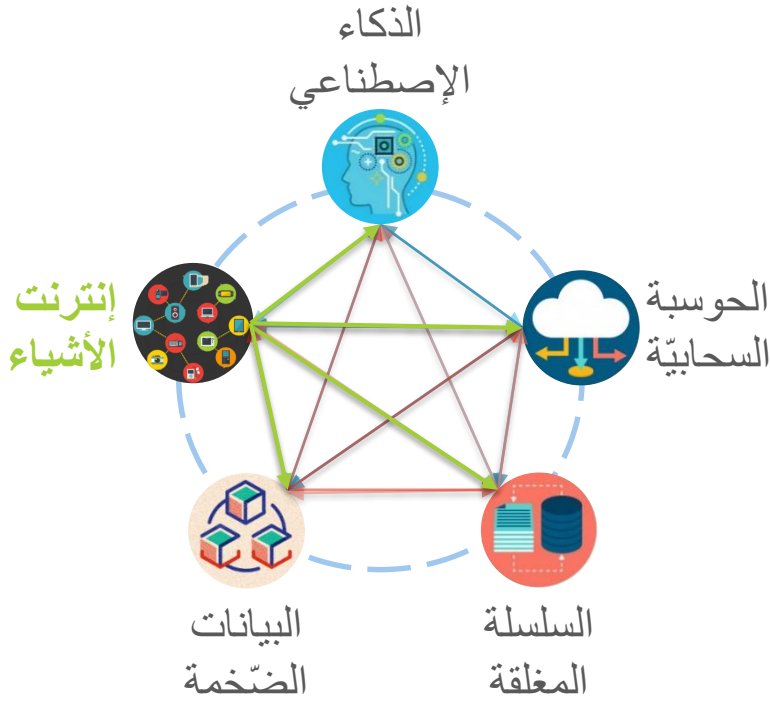 الذكاء
الإصطناعي
الحوسبة
السحابيّة
إنترنت
الأشياء
السلسلة
المغلقة
البيانات
الضّخمة